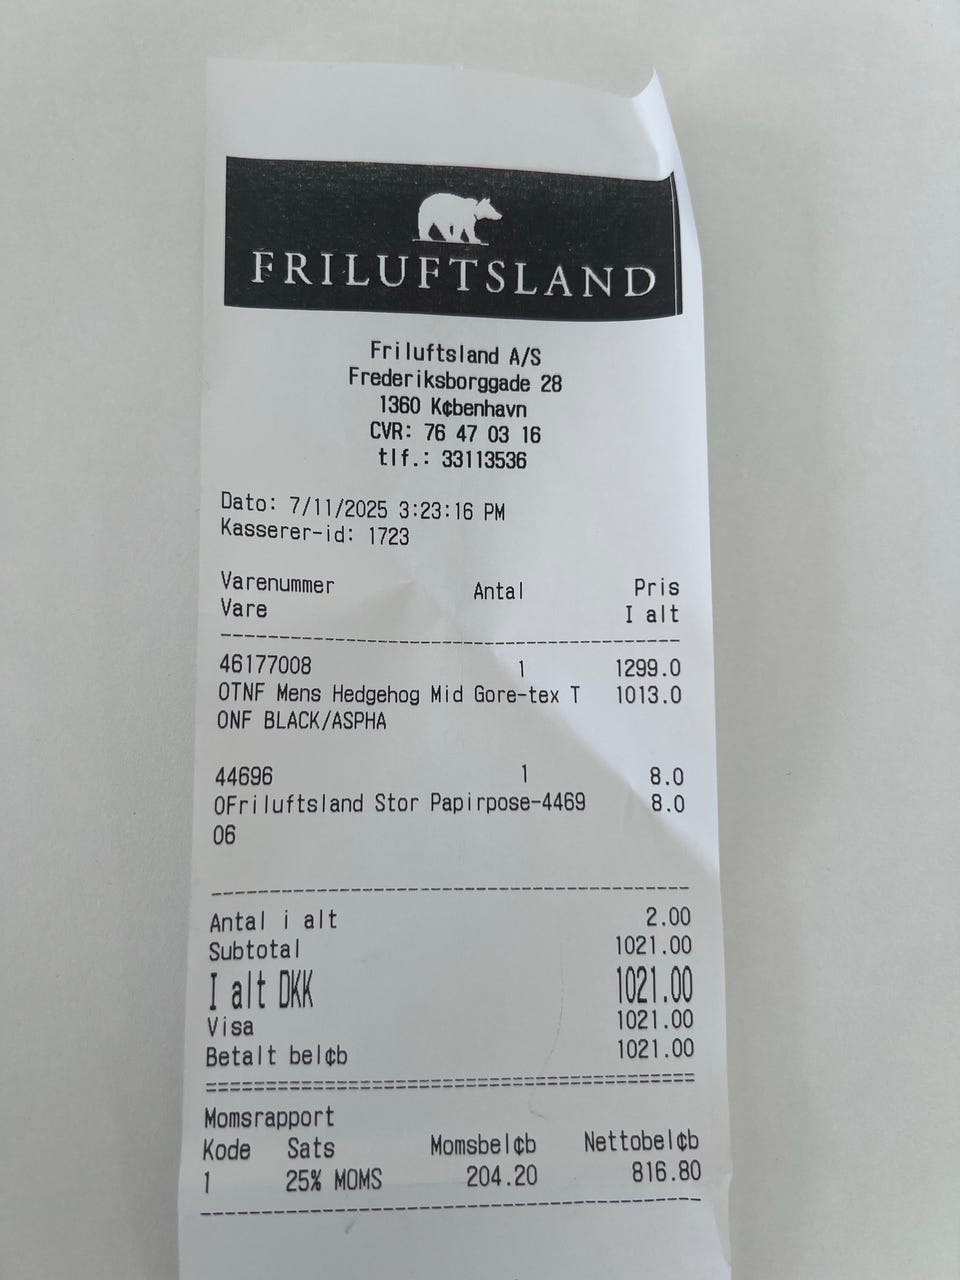 FRILUFTSLAND
Friluftsland A/S
Frederiksborggade 28
1360 K¢benhavn
CVR: 76 47 03 16
tlf.: 33113536
Dato: 7/11/2025 3:23:16 PM
Kasserer-id: 1723
Varenummer Antal Pris
Vare I alt
46177008 1 1299.0
0TNF Mens Hedgehog Mid Gore-tex T 1013.0
ONF BLACK/ASPHA
44696 1 8.0
0Friluftsland Stor Papirpose-4469 8.0
06
Antal i alt 2.00
Subtotal 1021.00
I alt DKK 1021.00
Visa 1021.00
Betalt bel¢b 1021.00
Momsrapport
Kode Sats Momsbel¢b Nettobel¢b
1 25% MOMS 204.20 816.80